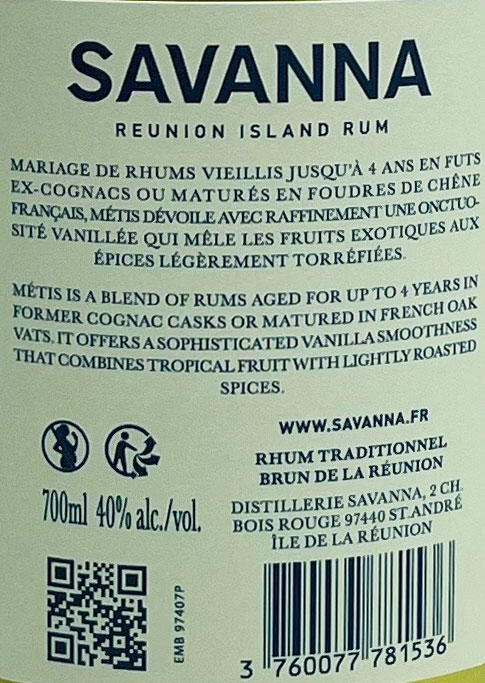 SAVANNA
REUNION ISLAND RUM
MARIAGE DE RHUMS VIEILLIS JUSQU'À 4 ANS EN FUTS
EX-COGNACS OU MATURÉS EN FOUDRES DE CHÊNE
FRANÇAIS, MÉTIS DÉVOILE AVEC RAFFINEMENT UNE ONCTUO-
SITÉ VANILLÉE QUI MÊLE LES FRUITS EXOTIQUES AUX
ÉPICES LÉGÈREMENT TORRÉFIÉES.
MÉTIS IS A BLEND OF RUMS AGED FOR UP TO 4 YEARS IN
FORMER COGNAC CASKS OR MATURED IN FRENCH OAK
VATS. IT OFFERS A SOPHISTICATED VANILLA SMOOTHNESS
THAT COMBINES TROPICAL FRUIT WITH LIGHTLY ROASTED
SPICES.
WWW.SAVANNA.FR
RHUM TRADITIONNEL
BRUN DE LA RÉUNION
700ml 40% alc./vol.
DISTILLERIE SAVANNA, 2 CH.
BOIS ROUGE 97440 ST.ANDRÉ
ÎLE DE LA RÉUNION
EMB 97407P
3 760077 781536